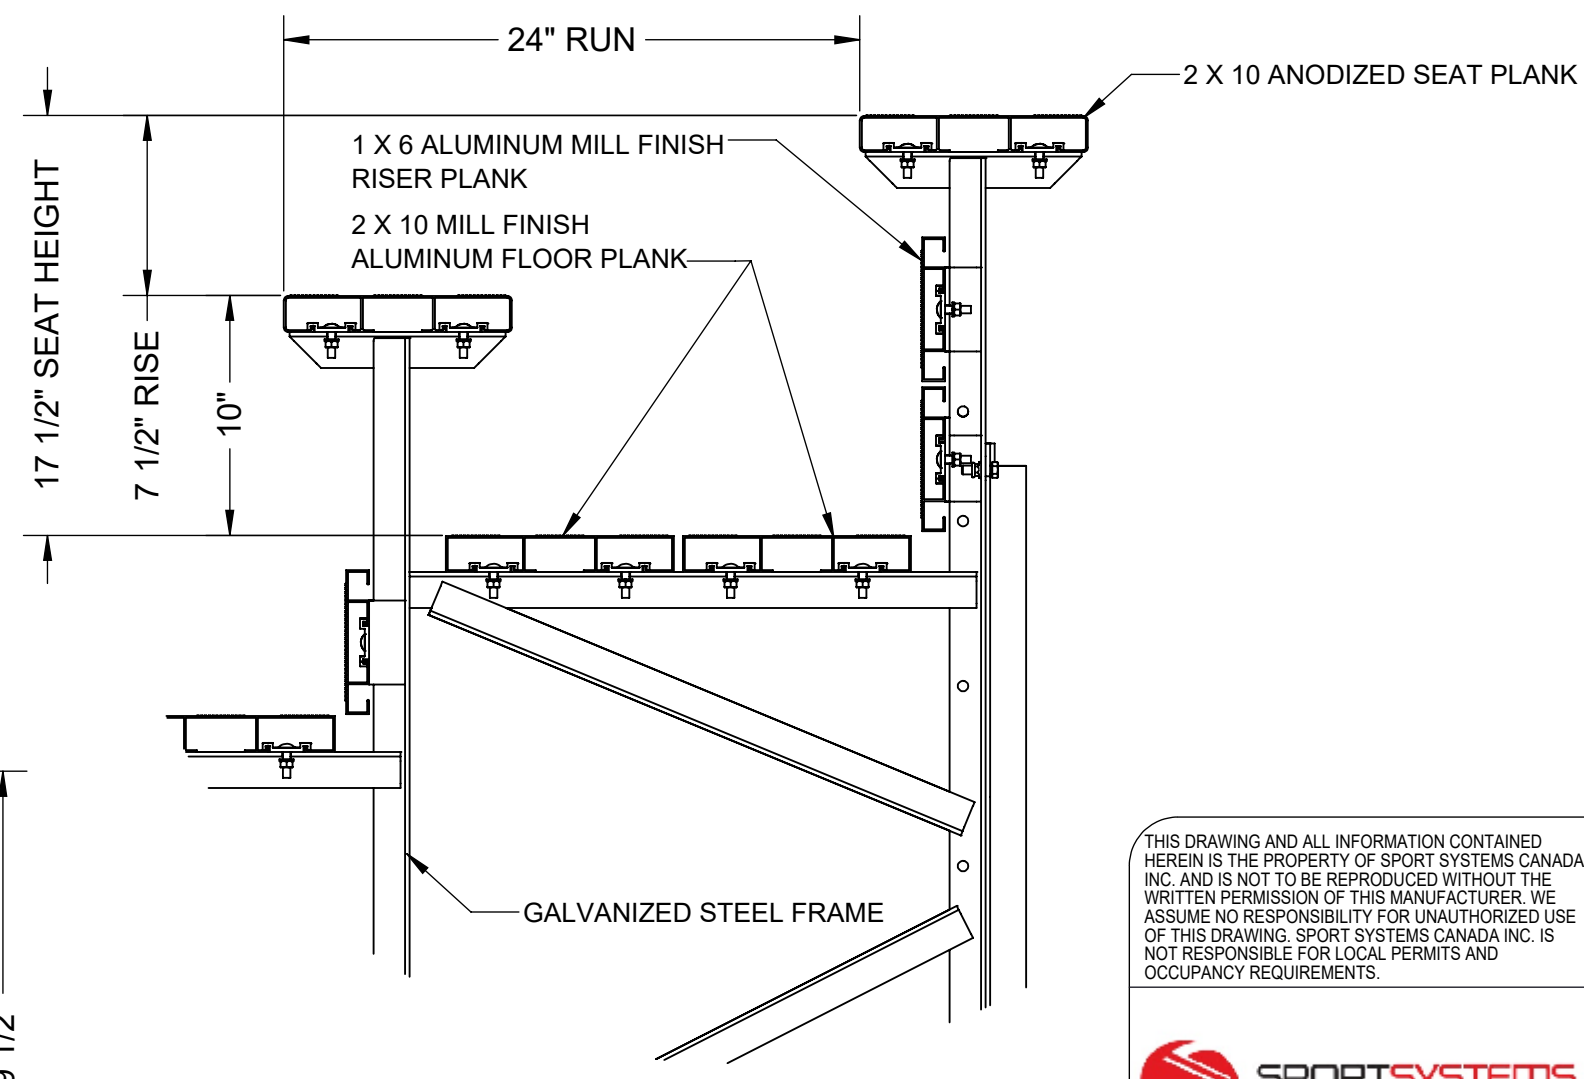 24" RUN
2 X 10 ANODIZED SEAT PLANK
1 X 6 ALUMINUM MILL FINISH
RISER PLANK
2 X 10 MILL FINISH
ALUMINUM FLOOR PLANK
17 1/2" SEAT HEIGHT
7 1/2" RISE
10"
GALVANIZED STEEL FRAME
THIS DRAWING AND ALL INFORMATION CONTAINED
HEREIN IS THE PROPERTY OF SPORT SYSTEMS CANADA
INC. AND IS NOT TO BE REPRODUCED WITHOUT THE
WRITTEN PERMISSION OF THIS MANUFACTURER. WE
ASSUME NO RESPONSIBILITY FOR UNAUTHORIZED USE
OF THIS DRAWING. SPORT SYSTEMS CANADA INC. IS
NOT RESPONSIBLE FOR LOCAL PERMITS AND
OCCUPANCY REQUIREMENTS.
SPORTSYSTEMS